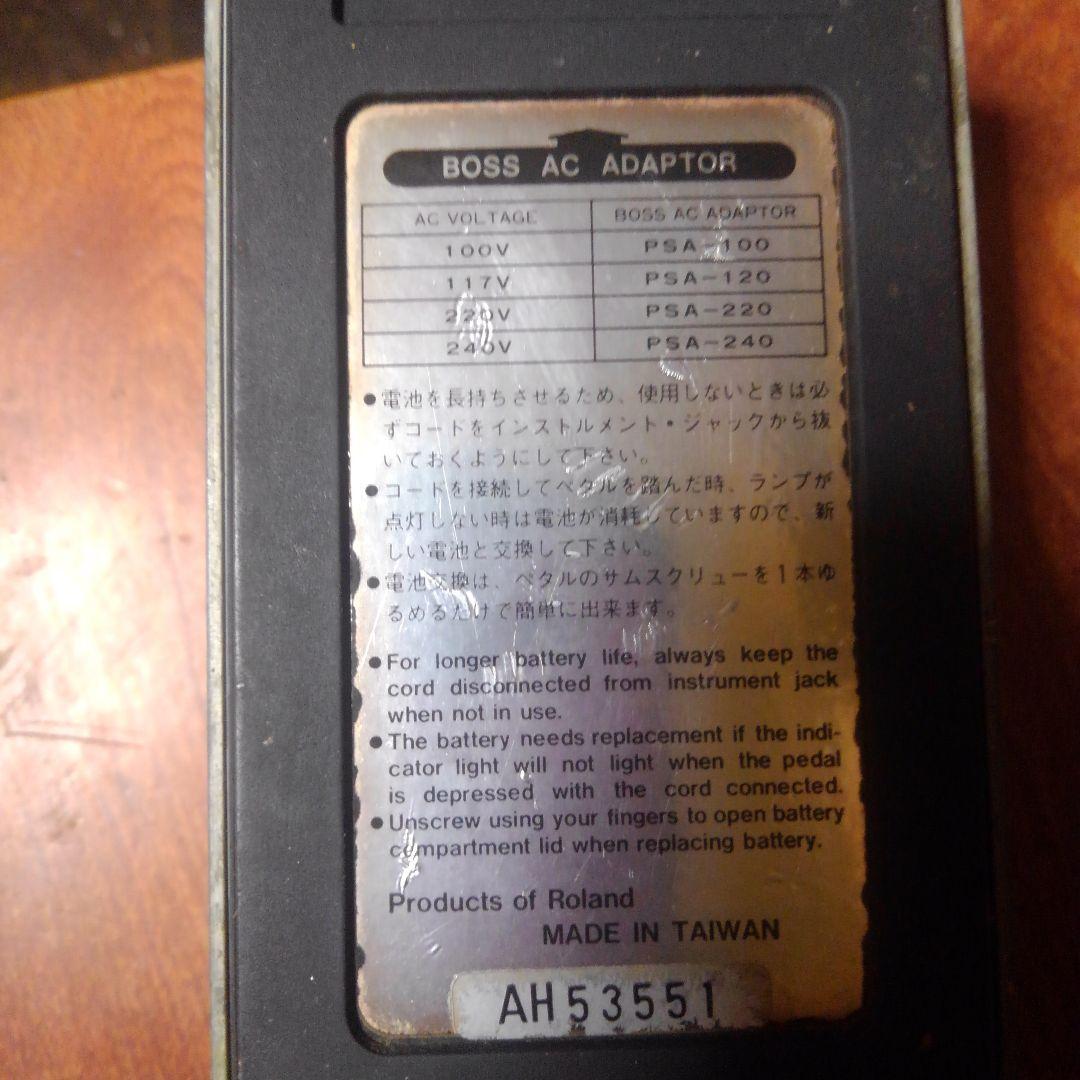 BOSS AC ADAPTOR
AC VOLTAGE BOSS AC ADAPTOR
100V PSA-100
117V PSA-120
220V PSA-220
240V PSA-240
●電池を長持ちさせるため、使用しないときは必
ずコードをインストルメント・ジャックから抜
いておくようにして下さい。
●コードを接続してペタルを踏んだ時、ランプが
点灯しない時は電池が消耗していますので、新
しい電池と交換して下さい。
●電池交換は、ペタルのサムスクリューを1本ゆ
るめるだけで簡単に出来ます。
●For longer battery life, always keep the
cord disconnected from instrument jack
when not in use.
●The battery needs replacement if the indi-
cator light will not light when the pedal
is depressed with the cord connected.
●Unscrew using your fingers to open battery
compartment lid when replacing battery.
Products of Roland
MADE IN TAIWAN
AH53551